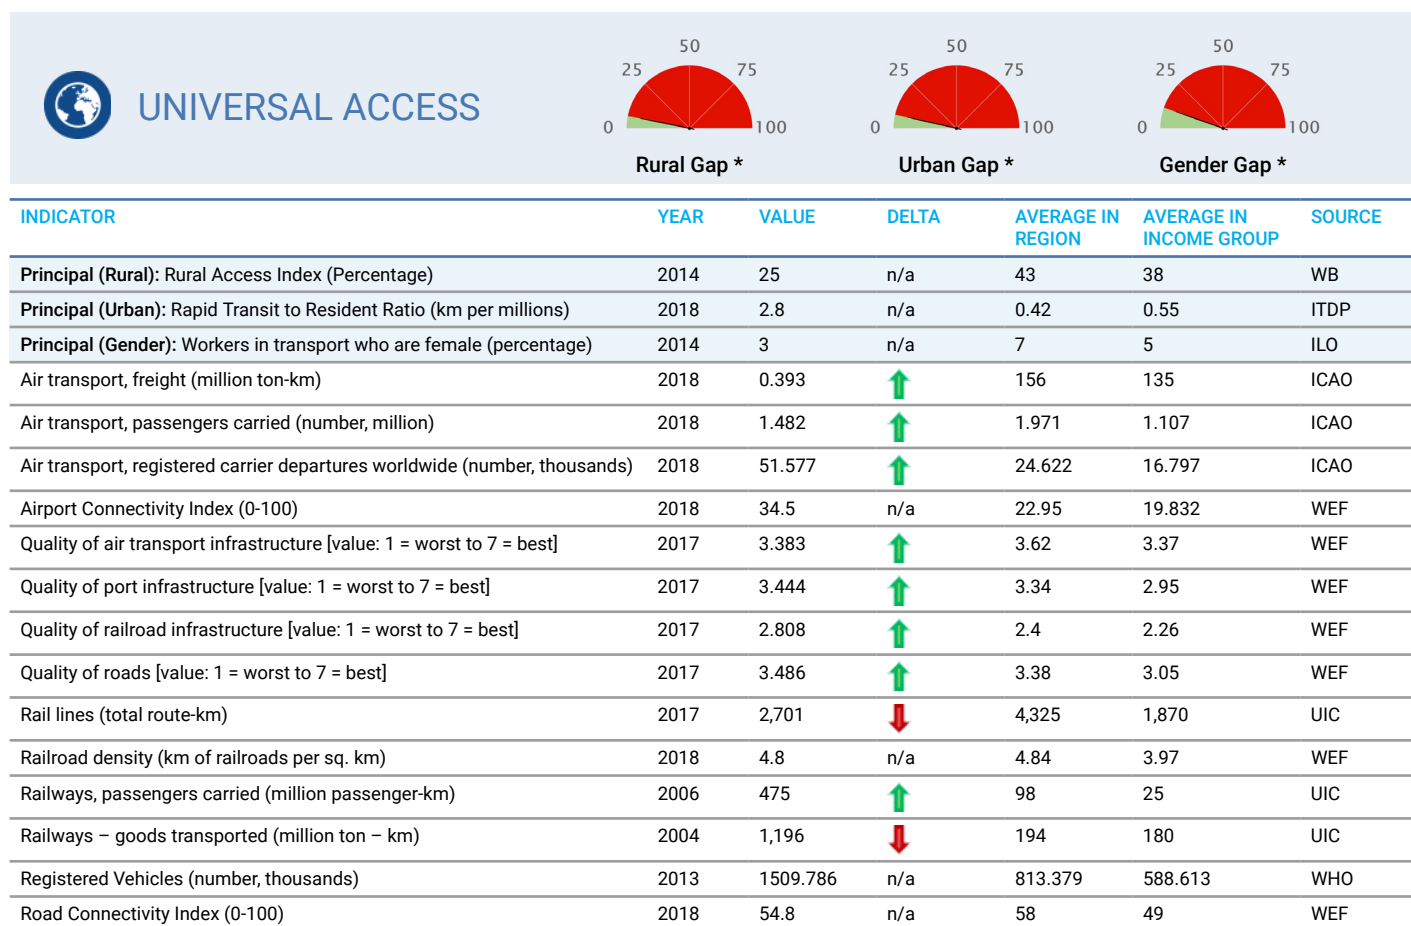 UNIVERSAL ACCESS
0 25 50 75 100
Rural Gap *
0 25 50 75 100
Urban Gap *
0 25 50 75 100
Gender Gap *
INDICATOR YEAR VALUE DELTA AVERAGE IN REGION AVERAGE IN INCOME GROUP SOURCE
Principal (Rural): Rural Access Index (Percentage) 2014 25 n/a 43 38 WB
Principal (Urban): Rapid Transit to Resident Ratio (km per millions) 2018 2.8 n/a 0.42 0.55 ITDP
Principal (Gender): Workers in transport who are female (percentage) 2014 3 n/a 7 5 ILO
Air transport, freight (million ton-km) 2018 0.393 156 135 ICAO
Air transport, passengers carried (number, million) 2018 1.482 1.971 1.107 ICAO
Air transport, registered carrier departures worldwide (number, thousands) 2018 51.577 24.622 16.797 ICAO
Airport Connectivity Index (0-100) 2018 34.5 n/a 22.95 19.832 WEF
Quality of air transport infrastructure [value: 1 = worst to 7 = best] 2017 3.383 3.62 3.37 WEF
Quality of port infrastructure [value: 1 = worst to 7 = best] 2017 3.444 3.34 2.95 WEF
Quality of railroad infrastructure [value: 1 = worst to 7 = best] 2017 2.808 2.4 2.26 WEF
Quality of roads [value: 1 = worst to 7 = best] 2017 3.486 3.38 3.05 WEF
Rail lines (total route-km) 2017 2,701 4,325 1,870 UIC
Railroad density (km of railroads per sq. km) 2018 4.8 n/a 4.84 3.97 WEF
Railways, passengers carried (million passenger-km) 2006 475 98 25 UIC
Railways – goods transported (million ton – km) 2004 1,196 194 180 UIC
Registered Vehicles (number, thousands) 2013 1509.786 n/a 813.379 588.613 WHO
Road Connectivity Index (0-100) 2018 54.8 n/a 58 49 WEF